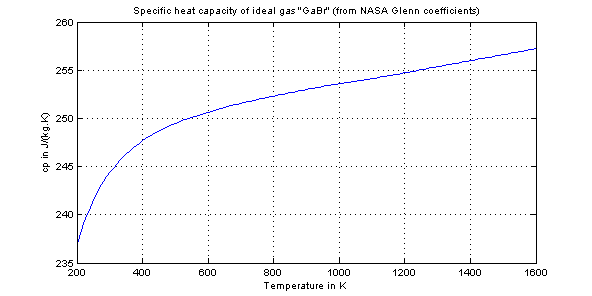 Specific heat capacity of ideal gas "GaBr" (from NASA Glenn coefficients)
260
255
250
245
240
235
cp in J/(kg.K)
200 400 600 800 1000 1200 1400 1600
Temperature in K